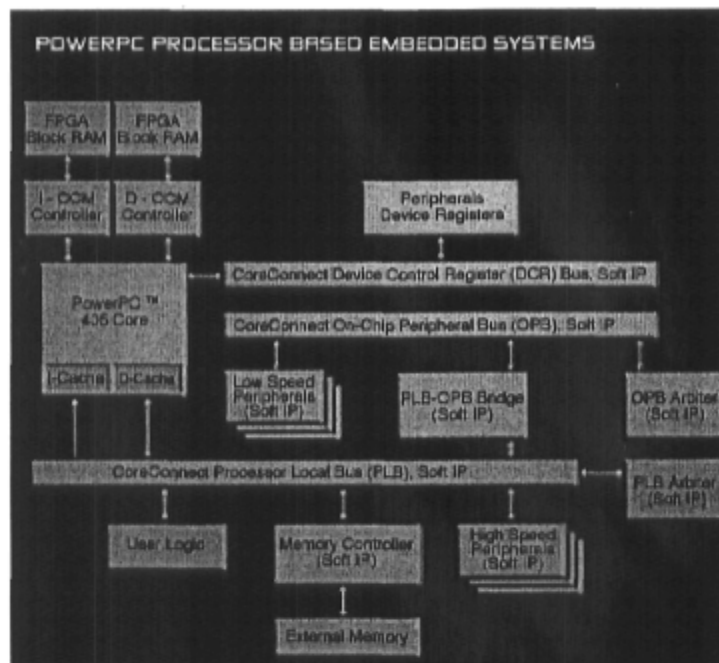 POWERPC PROCESSOR BASED EMBEDDED SYSTEMS
FPGA
Block RAM
FPGA
Block RAM
I - OCM
Controller
D - OCM
Controller
Peripherals
Device Registers
CoreConnect Device Control Register (DCR) Bus, Soft IP
PowerPC ™
405 Core
CoreConnect On-Chip Peripheral Bus (OPB), Soft IP
I-Cache
D-Cache
Low Speed
Peripherals
(Soft IP)
PLB-OPB Bridge
(Soft IP)
OPB Arbiter
(Soft IP)
CoreConnect Processor Local Bus (PLB), Soft IP
PLB Arbiter
(Soft IP)
User Logic
Memory Controller
(Soft IP)
High Speed
Peripherals
(Soft IP)
External Memory